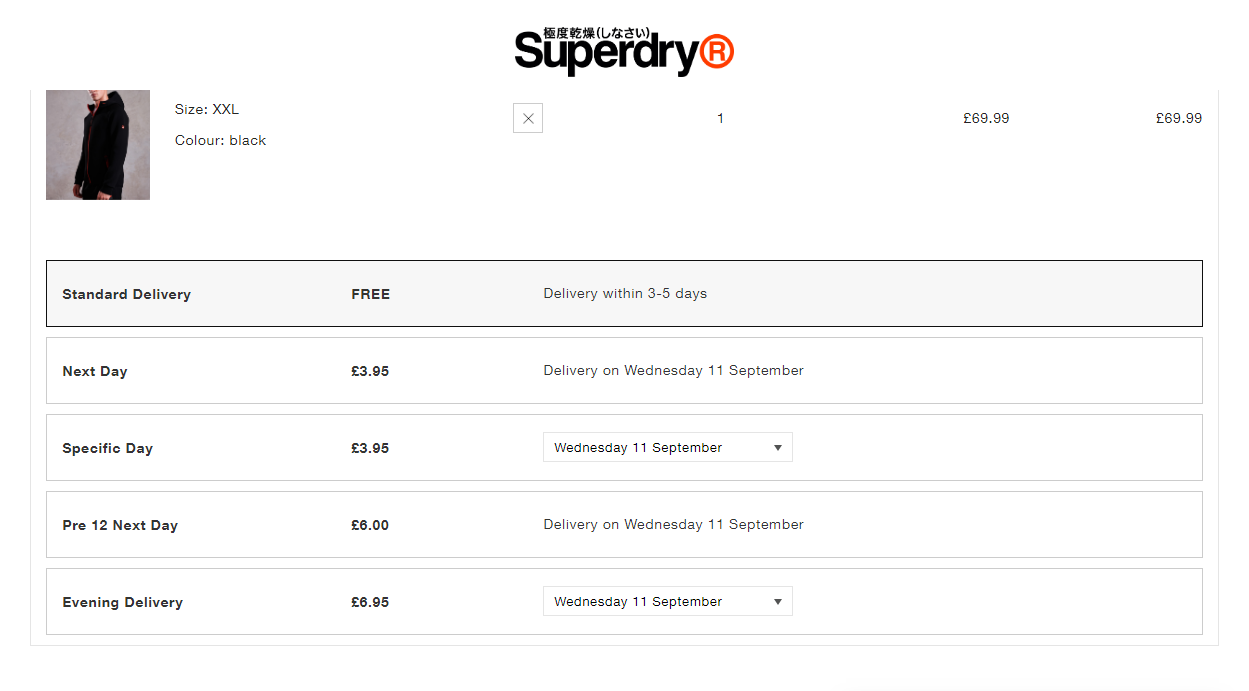 極度乾燥(しなさい)
Superdry®
Size: XXL
Colour: black
1
£69.99
£69.99
Standard Delivery FREE Delivery within 3-5 days
Next Day £3.95 Delivery on Wednesday 11 September
Specific Day £3.95 Wednesday 11 September
Pre 12 Next Day £6.00 Delivery on Wednesday 11 September
Evening Delivery £6.95 Wednesday 11 September